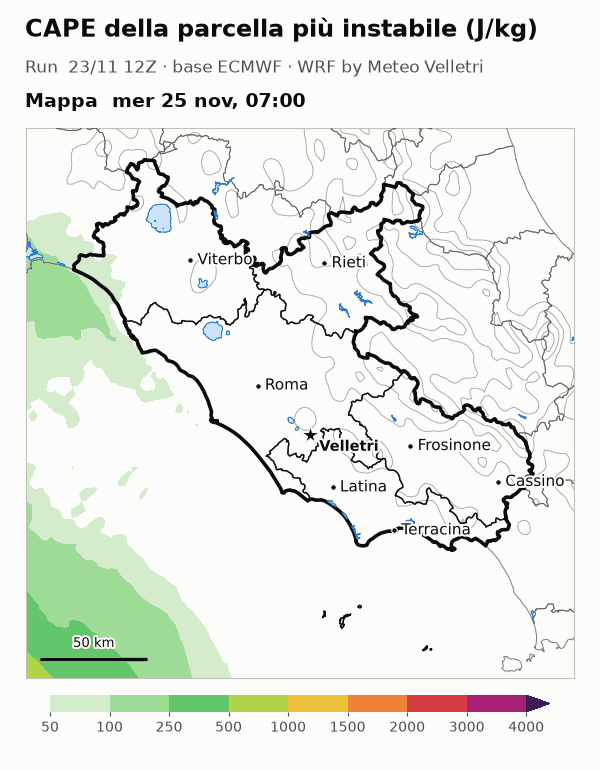 CAPE della parcella più instabile (J/kg)
Run  23/11 12Z · base ECMWF · WRF by Meteo Velletri
Mappa  mer 25 nov, 07:00
Viterbo
Rieti
Roma
Velletri
Frosinone
Cassino
Latina
Terracina
50 km
50 100 250 500 1000 1500 2000 3000 4000